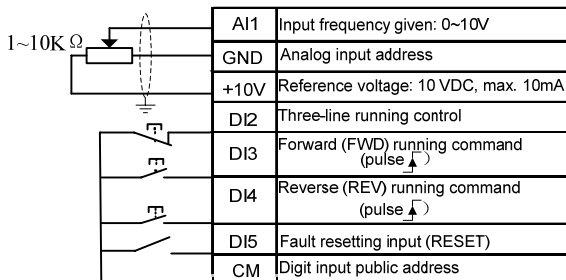 AI1 Input frequency given: 0~10V
1~10K Ω
GND Analog input address
+10V Reference voltage: 10 VDC, max. 10mA
DI2 Three-line running control
DI3 Forward (FWD) running command
(pulse )
DI4 Reverse (REV) running command
(pulse )
DI5 Fault resetting input (RESET)
CM Digit input public address